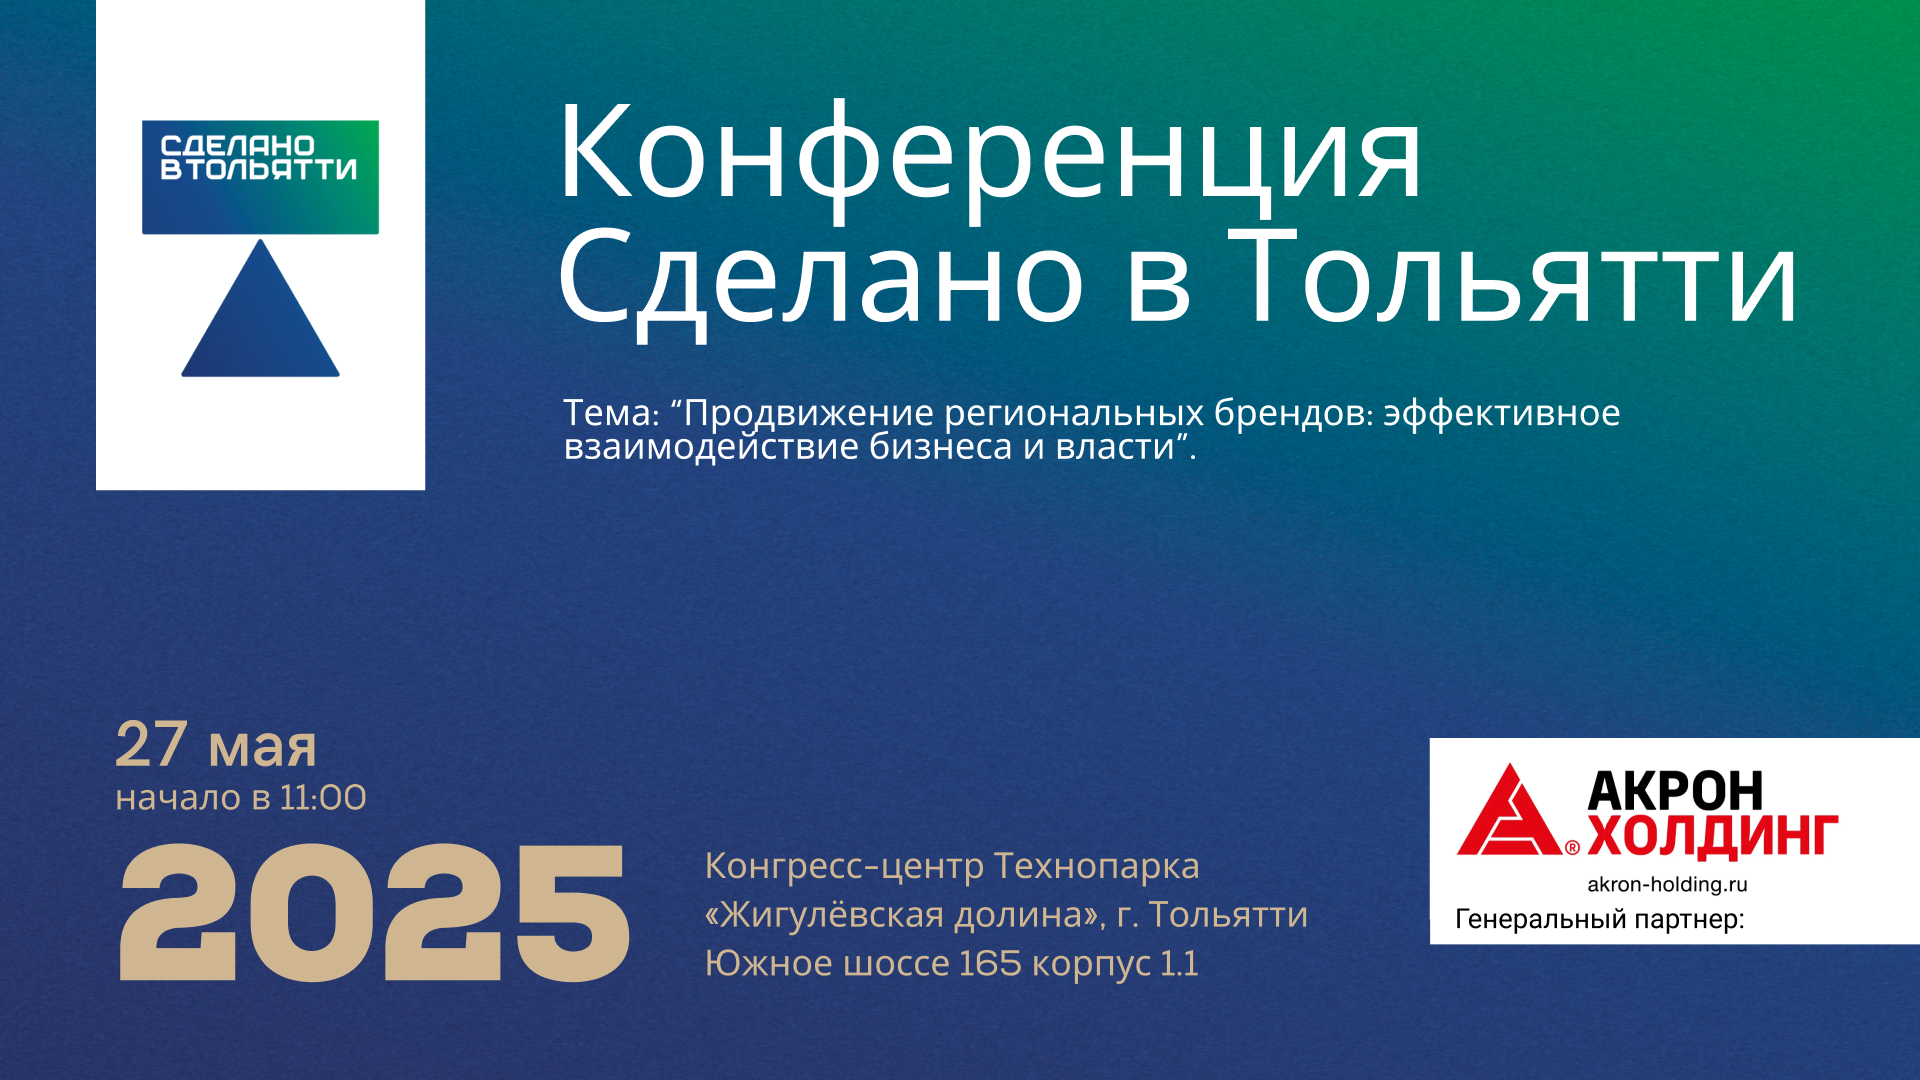 СДЕЛАНО
В ТОЛЬЯТТИ
Конференция
Сделано в Тольятти
Тема: “Продвижение региональных брендов: эффективное
взаимодействие бизнеса и власти”.
27 мая
начало в 11:00
2025
Конгресс-центр Технопарка
«Жигулёвская долина», г. Тольятти
Южное шоссе 165 корпус 1.1
АКРОН
® ХОЛДИНГ
akron-holding.ru
Генеральный партнер: